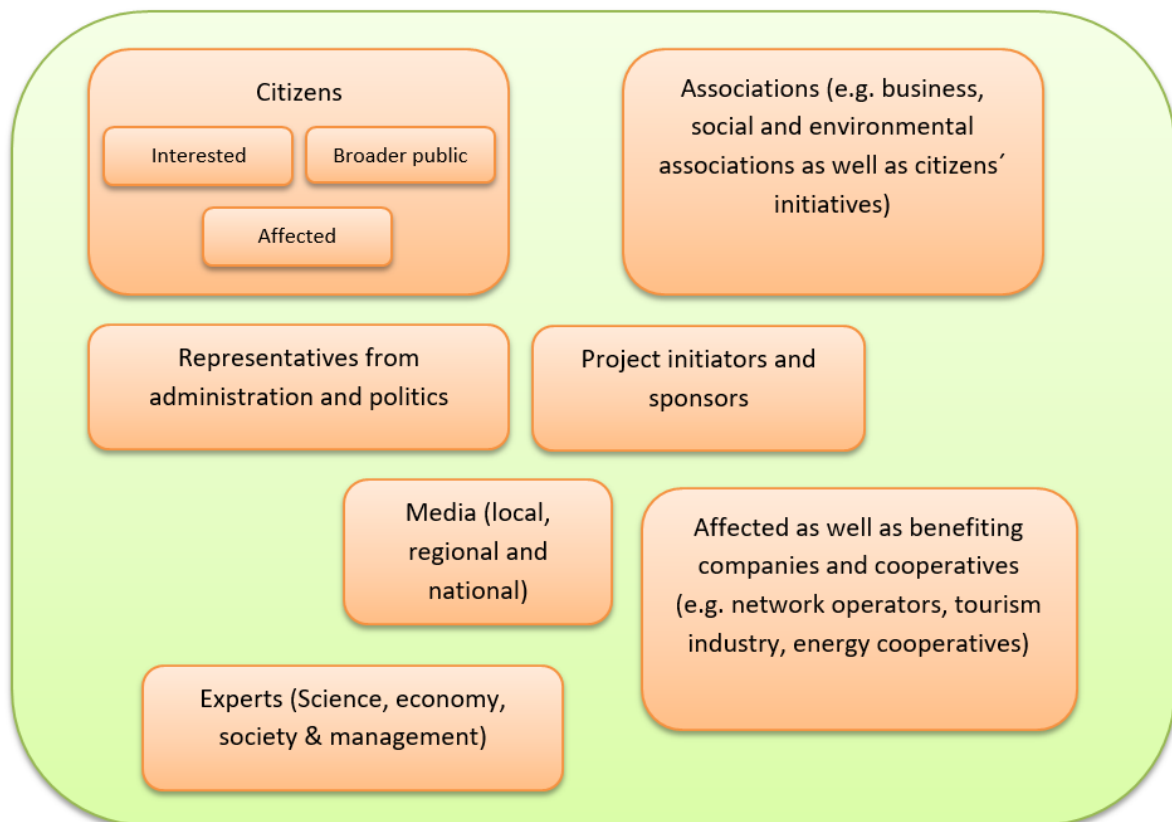 Citizens
Interested
Broader public
Affected
Associations (e.g. business,
social and environmental
associations as well as citizens´
initiatives)
Representatives from
administration and politics
Project initiators and
sponsors
Media (local,
regional and
national)
Affected as well as benefiting
companies and cooperatives
(e.g. network operators, tourism
industry, energy cooperatives)
Experts (Science, economy,
society & management)